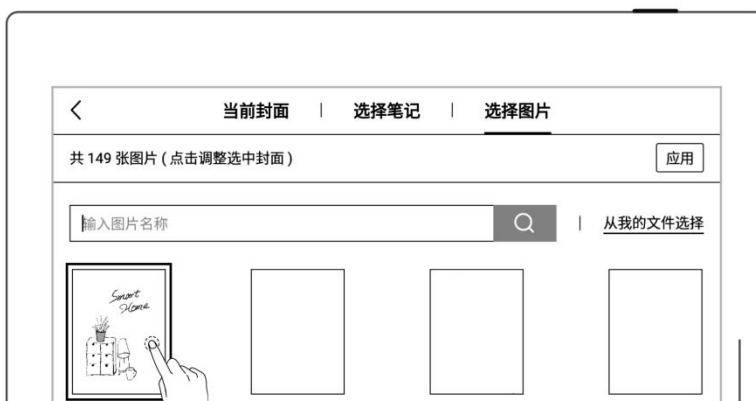 当前封面 | 选择笔记 | 选择图片
共 149 张图片 ( 点击调整选中封面 ) 应用
输入图片名称 | 从我的文件选择
Smart
Home